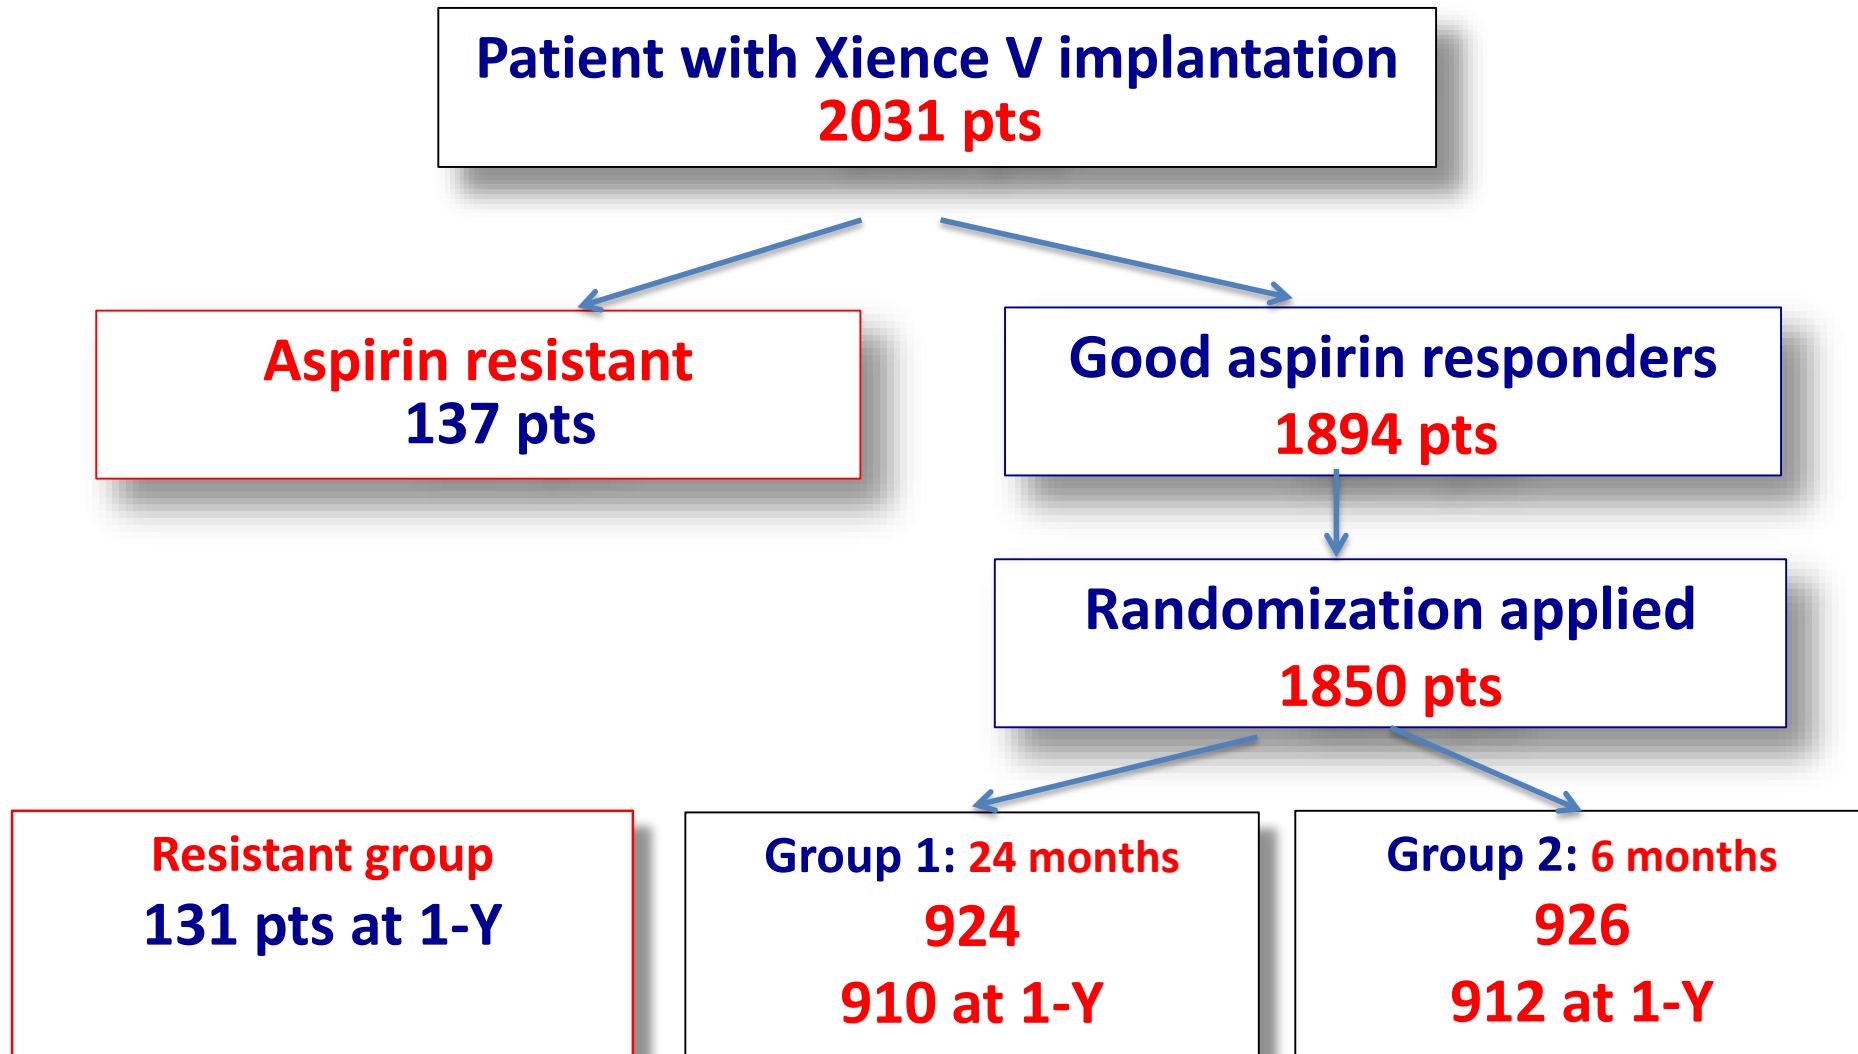 Patient with Xience V implantation
2031 pts
Aspirin resistant
137 pts
Good aspirin responders
1894 pts
Randomization applied
1850 pts
Resistant group
131 pts at 1-Y
Group 1: 24 months
924
910 at 1-Y
Group 2: 6 months
926
912 at 1-Y